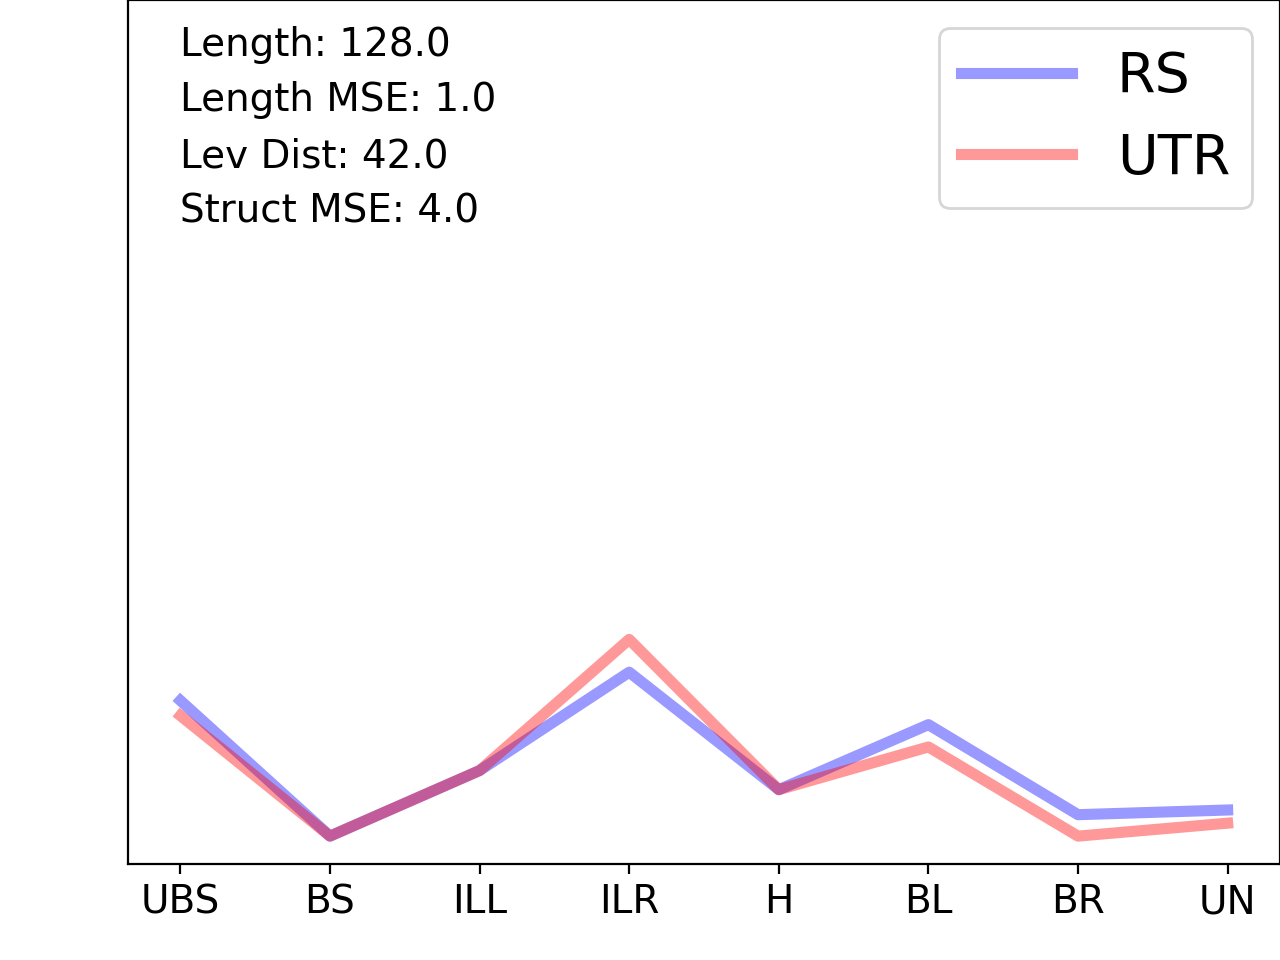 Length: 128.0
Length MSE: 1.0
Lev Dist: 42.0
Struct MSE: 4.0
RS
UTR
UBS BS ILL ILR H BL BR UN